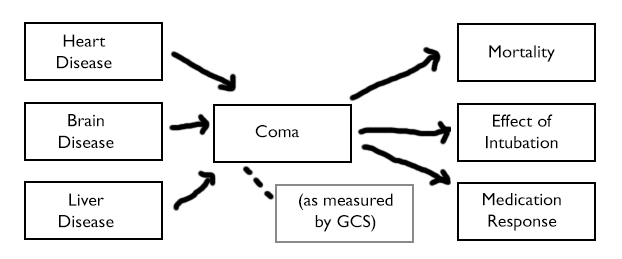 Heart
Disease
Brain
Disease
Liver
Disease
Coma
(as measured
by GCS)
Mortality
Effect of
Intubation
Medication
Response